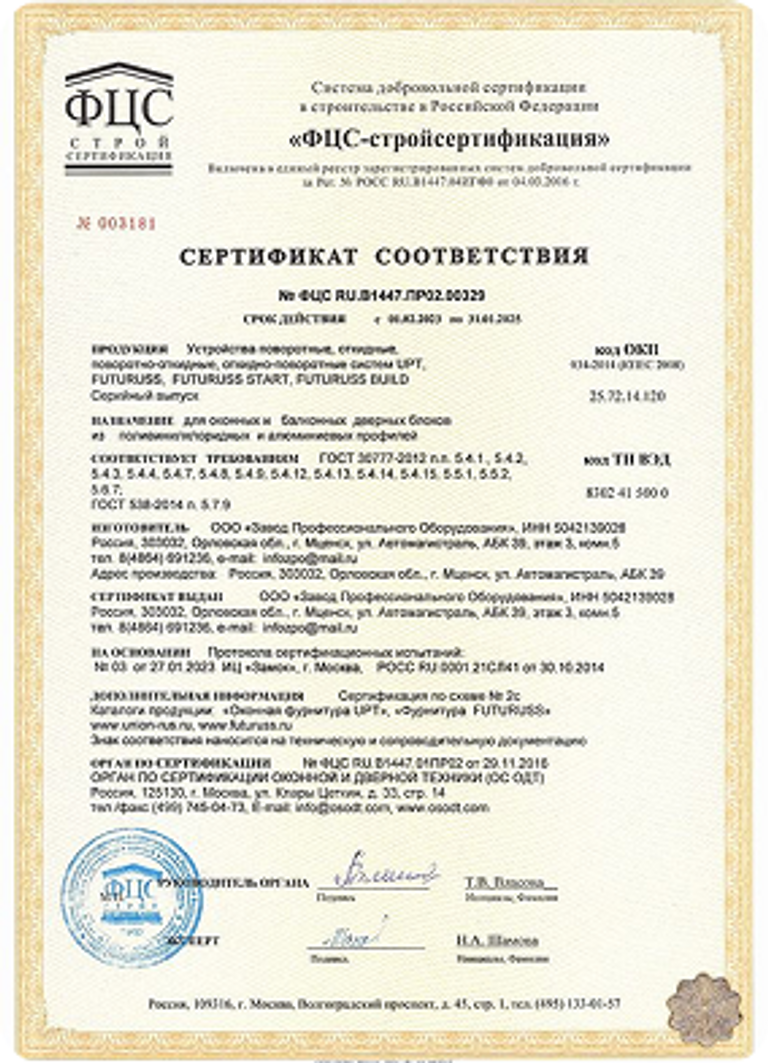 ФЦС
СТРОЙ
СЕРТИФИКАЦИЯ
Система добровольной сертификации
в строительстве в Российской Федерации
«ФЦС-стройсертификация»
Включена в единый реестр зарегистрированных систем добровольной сертификации
за Рег. № РОСС RU.В1447.04ИГФ0 от 04.03.2016 г.
№ 003181
СЕРТИФИКАТ СООТВЕТСТВИЯ
№ ФЦС RU.В1447.ПР02.00329
СРОК ДЕЙСТВИЯ с 01.02.2023 по 31.01.2025
ПРОДУКЦИЯ Устройства поворотные, откидные, код ОКП
поворотно-откидные, откидно-поворотные систем UPT, 034-2014 (КПЕС 2008)
FUTURUSS, FUTURUSS START, FUTURUSS BUILD
Серийный выпуск 25.72.14.120
НАЗНАЧЕНИЕ для оконных и балконных дверных блоков
из поливинилхлоридных и алюминиевых профилей
СООТВЕТСТВУЕТ ТРЕБОВАНИЯМ ГОСТ 30777-2012 п.п. 5.4.1., 5.4.2, код ТН ВЭД
5.4.3, 5.4.4, 5.4.7, 5.4.8, 5.4.9, 5.4.12, 5.4.13, 5.4.14, 5.4.15, 5.5.1, 5.5.2,
5.6.7; 8302 41 500 0
ГОСТ 538-2014 п. 5.7.9
ИЗГОТОВИТЕЛЬ ООО «Завод Профессионального Оборудования», ИНН 5042139028
Россия, 303032, Орловская обл., г. Мценск, ул. Автомагистраль, АБК 39, этаж 3, комн.5
тел. 8(4864) 691236, e-mail: infozpo@mail.ru
Адрес производства: Россия, 303032, Орловская обл., г. Мценск, ул. Автомагистраль, АБК 39
СЕРТИФИКАТ ВЫДАН ООО «Завод Профессионального Оборудования», ИНН 5042139028
Россия, 303032, Орловская обл., г. Мценск, ул. Автомагистраль, АБК 39, этаж 3, комн.5
тел. 8(4864) 691236, e-mail: infozpo@mail.ru
НА ОСНОВАНИИ Протокола сертификационных испытаний:
№ 03 от 27.01.2023 ИЦ «Замок», г. Москва, РОСС RU.0001.21СЛ41 от 30.10.2014
ДОПОЛНИТЕЛЬНАЯ ИНФОРМАЦИЯ Сертификация по схеме № 2с
Каталоги продукции: «Оконная фурнитура UPT», «Фурнитура FUTURUSS»
www.union-rus.ru, www.futuruss.ru
Знак соответствия наносится на техническую и сопроводительную документацию
ОРГАН ПО СЕРТИФИКАЦИИ № ФЦС RU.В1447.01ПР02 от 29.11.2016
ОРГАН ПО СЕРТИФИКАЦИИ ОКОННОЙ И ДВЕРНОЙ ТЕХНИКИ (ОС ОДТ)
Россия, 125130, г. Москва, ул. Клары Цеткин, д. 33, стр. 14
тел./факс (499) 745-04-73, E-mail: info@osodt.com, www.osodt.com
ФЦС
СТРОЙ
РУКОВОДИТЕЛЬ ОРГАНА Т.В. Власова
Подпись Инициалы, Фамилия
ЭКСПЕРТ Н.А. Шамова
Подпись Инициалы, Фамилия
Россия, 109316, г. Москва, Волгоградский проспект, д. 45, стр. 1, тел. (495) 133-01-57